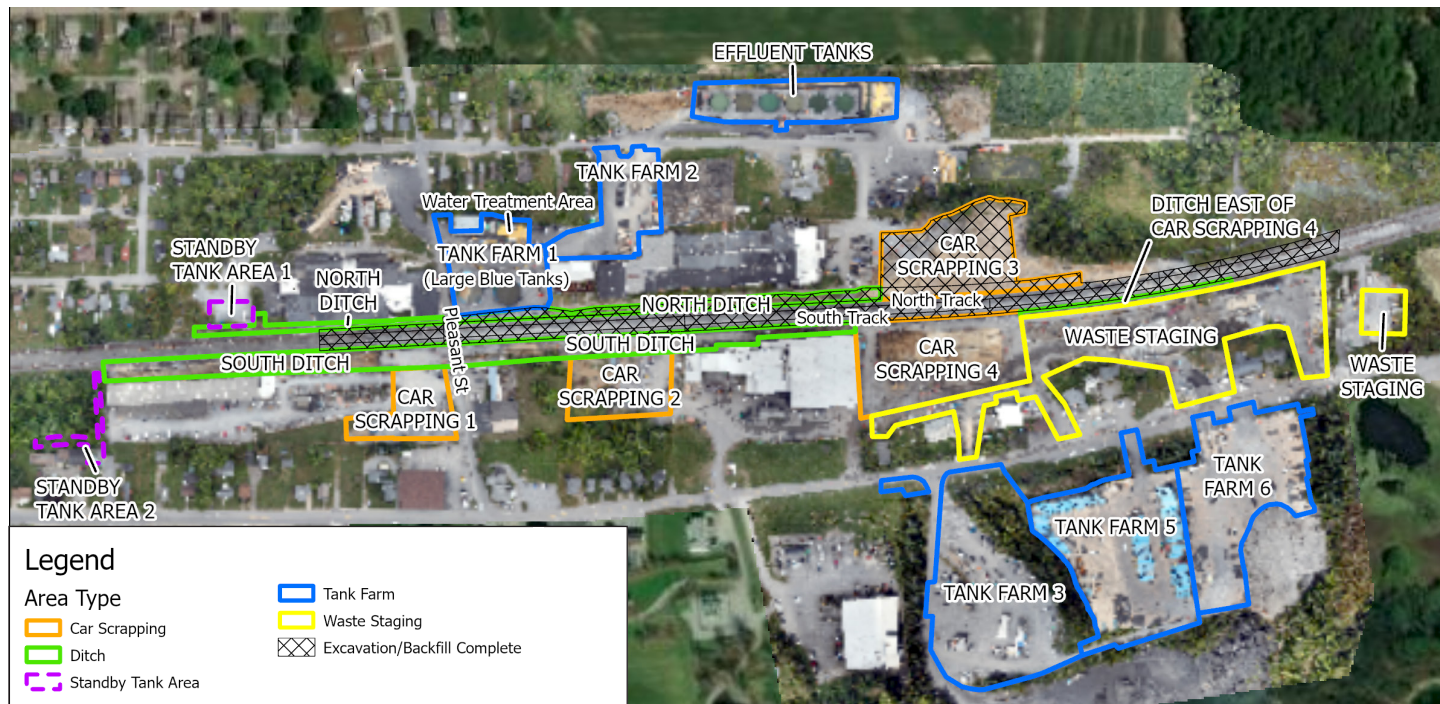 EFFLUENT TANKS
TANK FARM 2
Water Treatment Area
TANK FARM 1
(Large Blue Tanks)
STANDBY
TANK AREA 1
NORTH
DITCH
DITCH EAST OF
CAR SCRAPPING 4
CAR
SCRAPPING 3
NORTH DITCH
North Track
South Track
Pleasant St
SOUTH DITCH
SOUTH DITCH
WASTE STAGING
WASTE
STAGING
CAR
SCRAPPING 4
CAR
SCRAPPING 2
CAR
SCRAPPING 1
STANDBY
TANK AREA 2
TANK
FARM 6
TANK FARM 5
TANK FARM 3
Legend
Area Type
Car Scrapping
Ditch
Standby Tank Area
Tank Farm
Waste Staging
Excavation/Backfill Complete